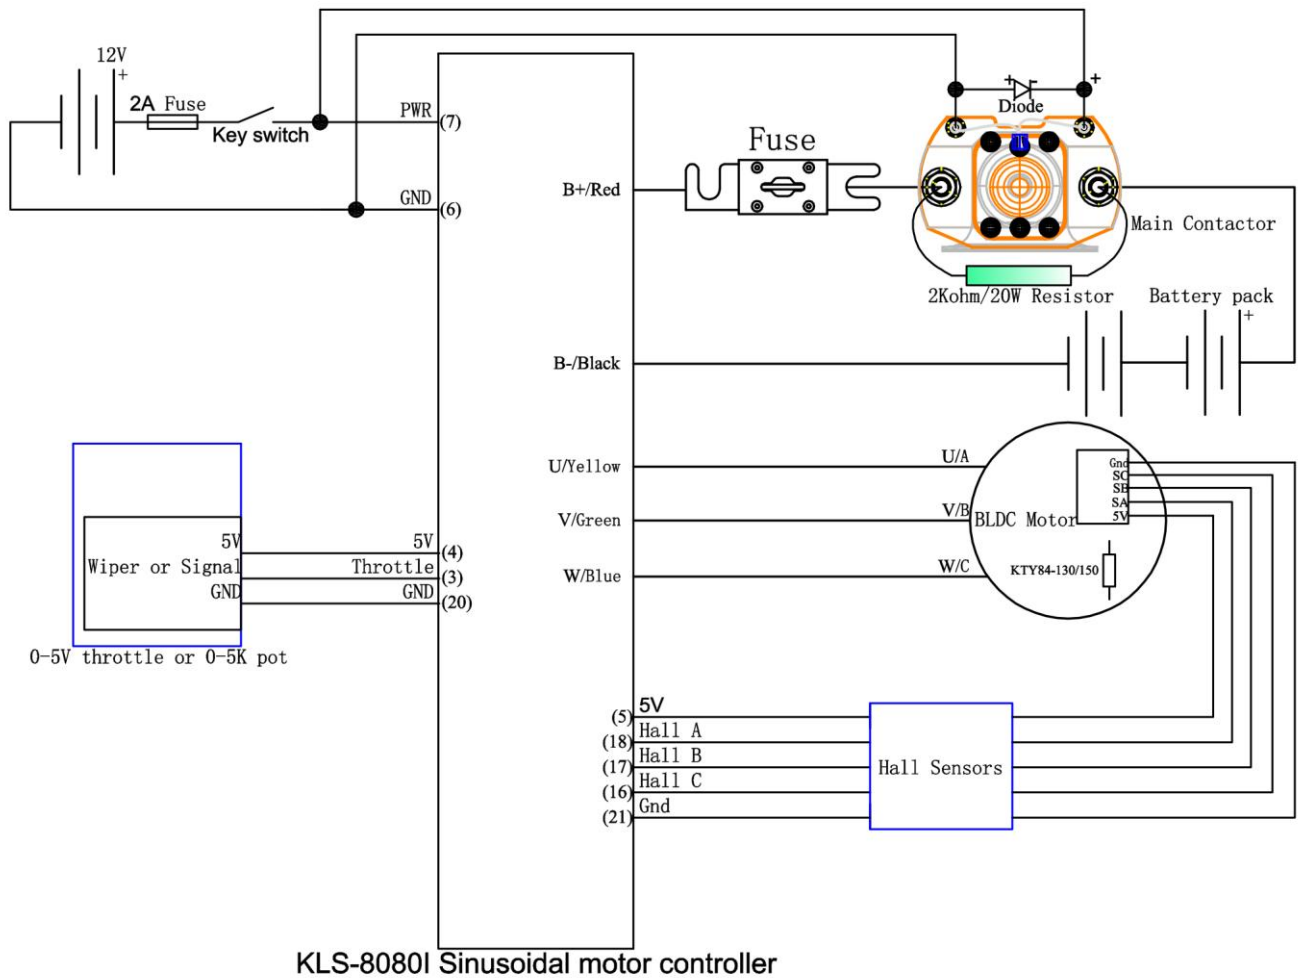 12V
+
2A Fuse
Key switch
PWR
(7)
GND
(6)
+
+
Diode
Fuse
B+/Red
Main Contactor
2Kohm/20W Resistor
Battery pack
+
B-/Black
U/Yellow
U/A
V/Green
V/B
W/Blue
W/C
BLDC Motor
Gnd
SC
SB
SA
5V
KTY84-130/150
5V
5V
(4)
Wiper or Signal
Throttle
(3)
GND
GND
(20)
0-5V throttle or 0-5K pot
(5)
5V
(18)
Hall A
(17)
Hall B
(16)
Hall C
(21)
Gnd
Hall Sensors
KLS-8080I Sinusoidal motor controller